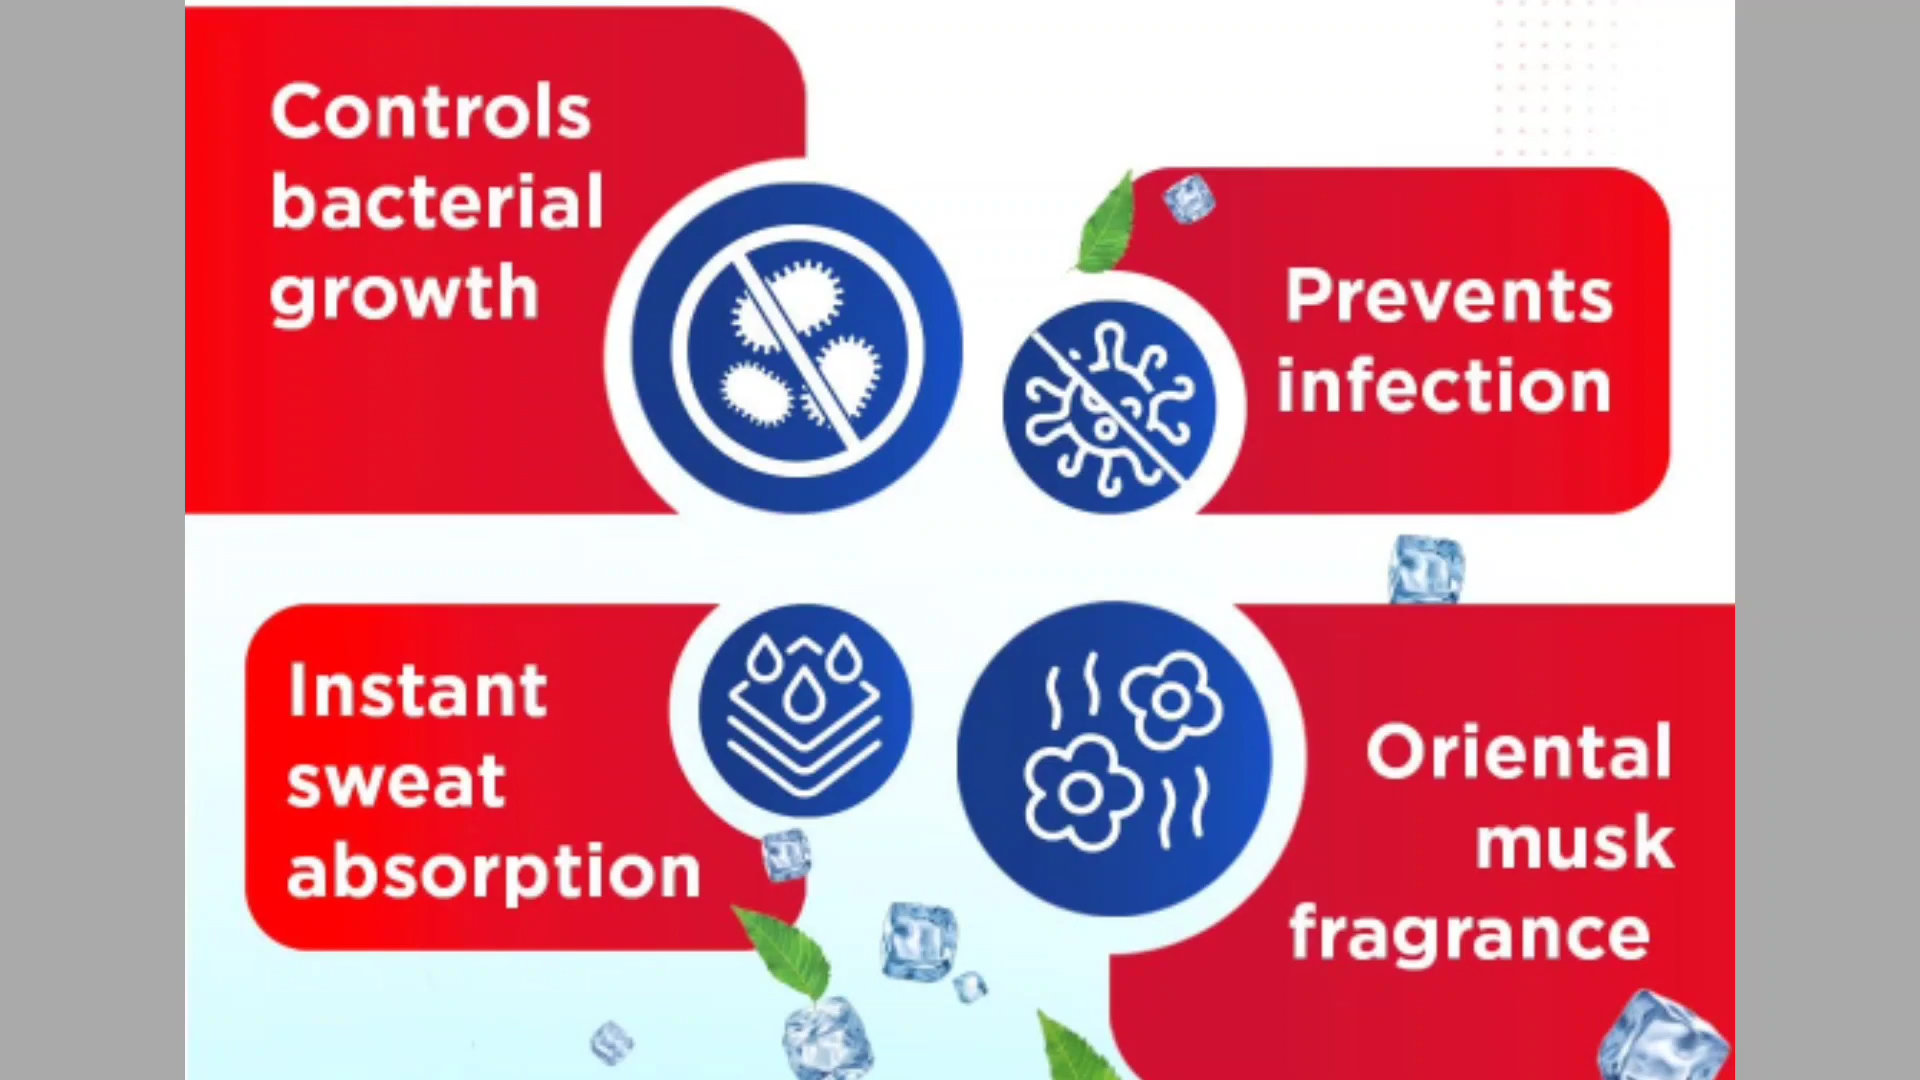 Controls
bacterial
growth
Prevents
infection
Instant
sweat
absorption
Oriental
musk
fragrance